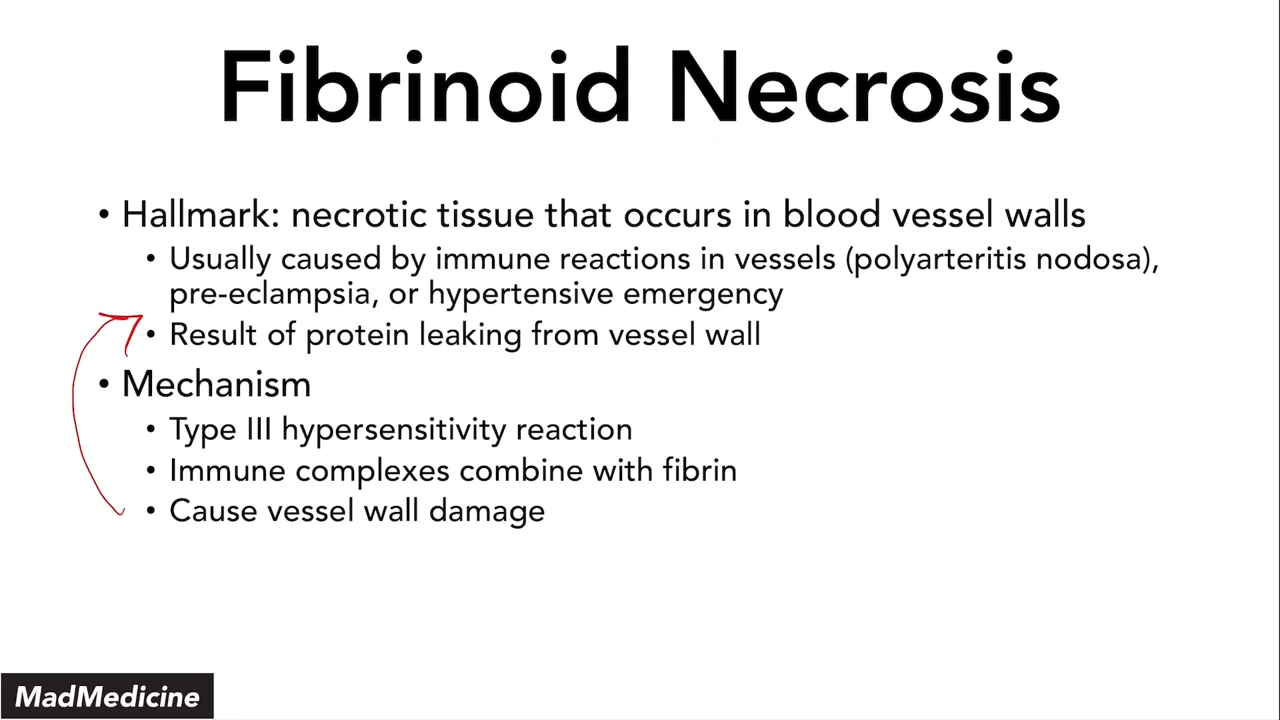 Fibrinoid Necrosis
• Hallmark: necrotic tissue that occurs in blood vessel walls
• Usually caused by immune reactions in vessels (polyarteritis nodosa),
pre-eclampsia, or hypertensive emergency
• Result of protein leaking from vessel wall
• Mechanism
• Type III hypersensitivity reaction
• Immune complexes combine with fibrin
• Cause vessel wall damage
MadMedicine